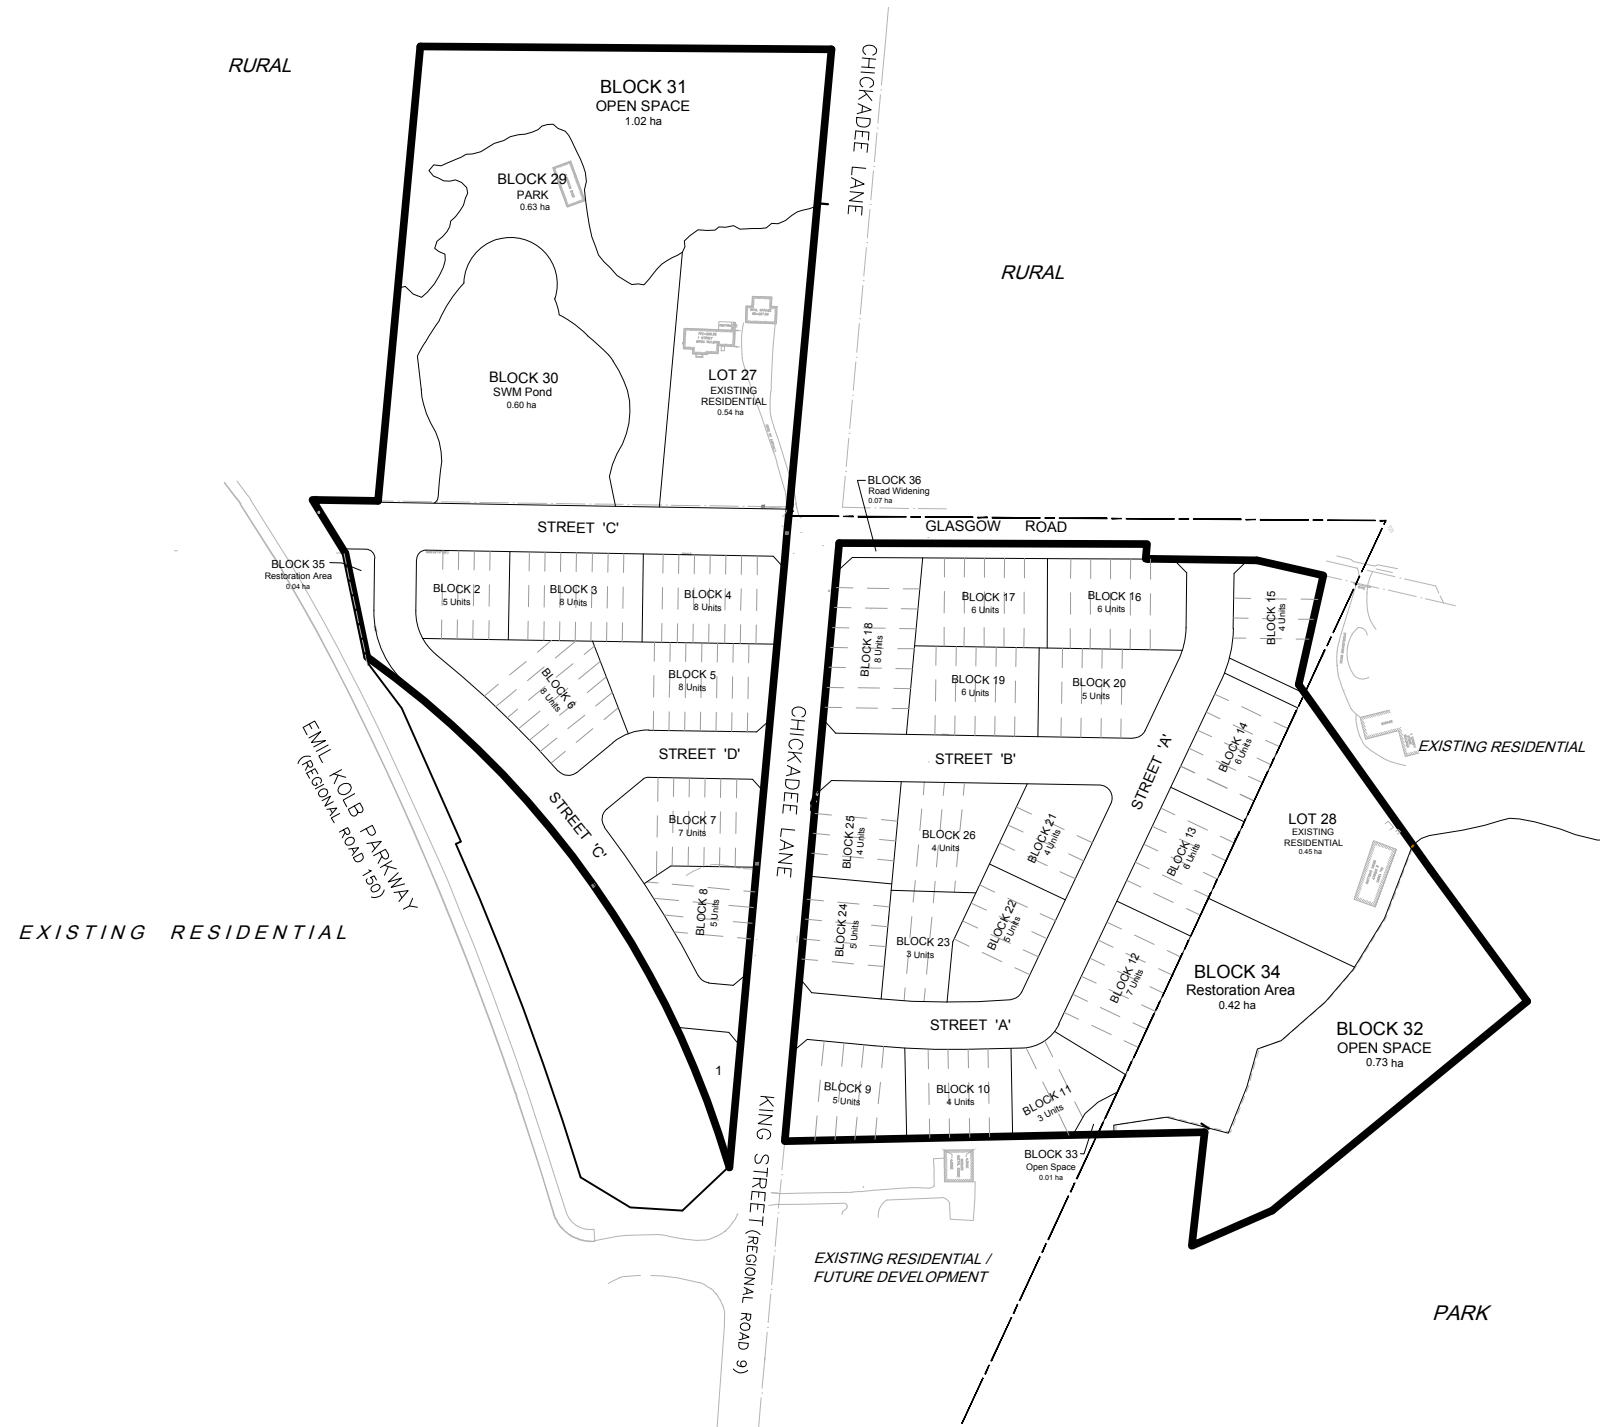 RURAL
BLOCK 31
OPEN SPACE
1.02 ha
CHICKADEE LANE
BLOCK 29
PARK
0.63 ha
RURAL
BLOCK 30
SWM Pond
0.60 ha
LOT 27
EXISTING
RESIDENTIAL
0.54 ha
BLOCK 36
Road Widening
0.07 ha
STREET 'C'
GLASGOW ROAD
BLOCK 35
Restoration Area
0.04 ha
BLOCK 2
5 Units
BLOCK 3
8 Units
BLOCK 4
8 Units
BLOCK 18
8 Units
BLOCK 17
6 Units
BLOCK 16
6 Units
BLOCK 15
4 Units
BLOCK 6
8 Units
BLOCK 5
8 Units
BLOCK 19
6 Units
BLOCK 20
5 Units
STREET 'D'
CHICKADEE LANE
STREET 'B'
STREET 'A'
BLOCK 14
6 Units
EXISTING RESIDENTIAL
EMIL KOLB PARKWAY
(REGIONAL ROAD 150)
STREET 'C'
BLOCK 7
7 Units
BLOCK 25
4 Units
BLOCK 26
4 Units
BLOCK 21
4 Units
BLOCK 13
6 Units
LOT 28
EXISTING
RESIDENTIAL
0.45 ha
BLOCK 8
5 Units
BLOCK 24
5 Units
BLOCK 23
3 Units
BLOCK 22
5 Units
EXISTING RESIDENTIAL
BLOCK 12
7 Units
BLOCK 34
Restoration Area
0.42 ha
STREET 'A'
BLOCK 32
OPEN SPACE
0.73 ha
1
BLOCK 9
5 Units
BLOCK 10
4 Units
BLOCK 11
3 Units
KING STREET (REGIONAL ROAD 9)
BLOCK 33
Open Space
0.01 ha
EXISTING RESIDENTIAL /
FUTURE DEVELOPMENT
PARK